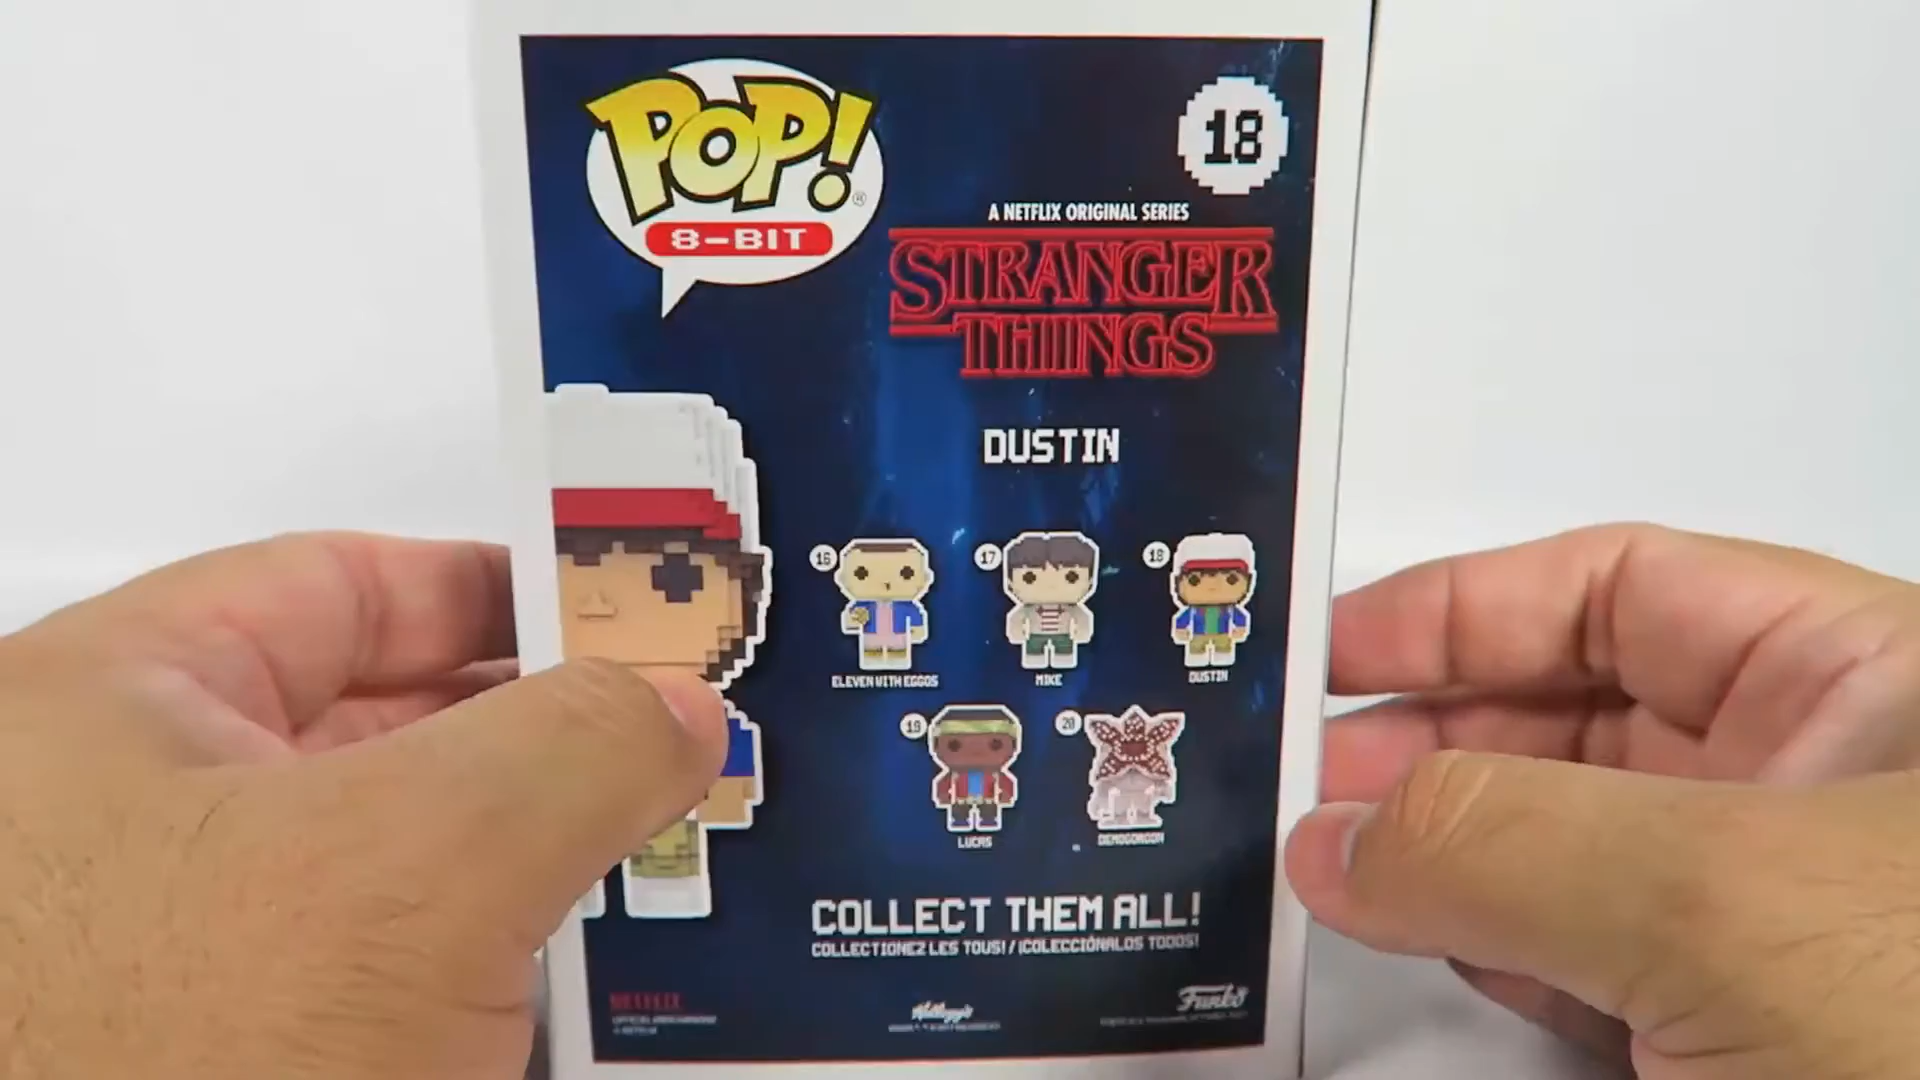 POP!
8-BIT
18
A NETFLIX ORIGINAL SERIES
STRANGER
THINGS
DUSTIN
16
17
18
ELEVEN WITH EGGOS
MIKE
DUSTIN
19
20
LUCAS
DEMOGORGON
COLLECT THEM ALL!
COLLECTIONEZ LES TOUS! / ¡COLECCIÓNALOS TODOS!
NETFLIX
Kellogg's
Funko